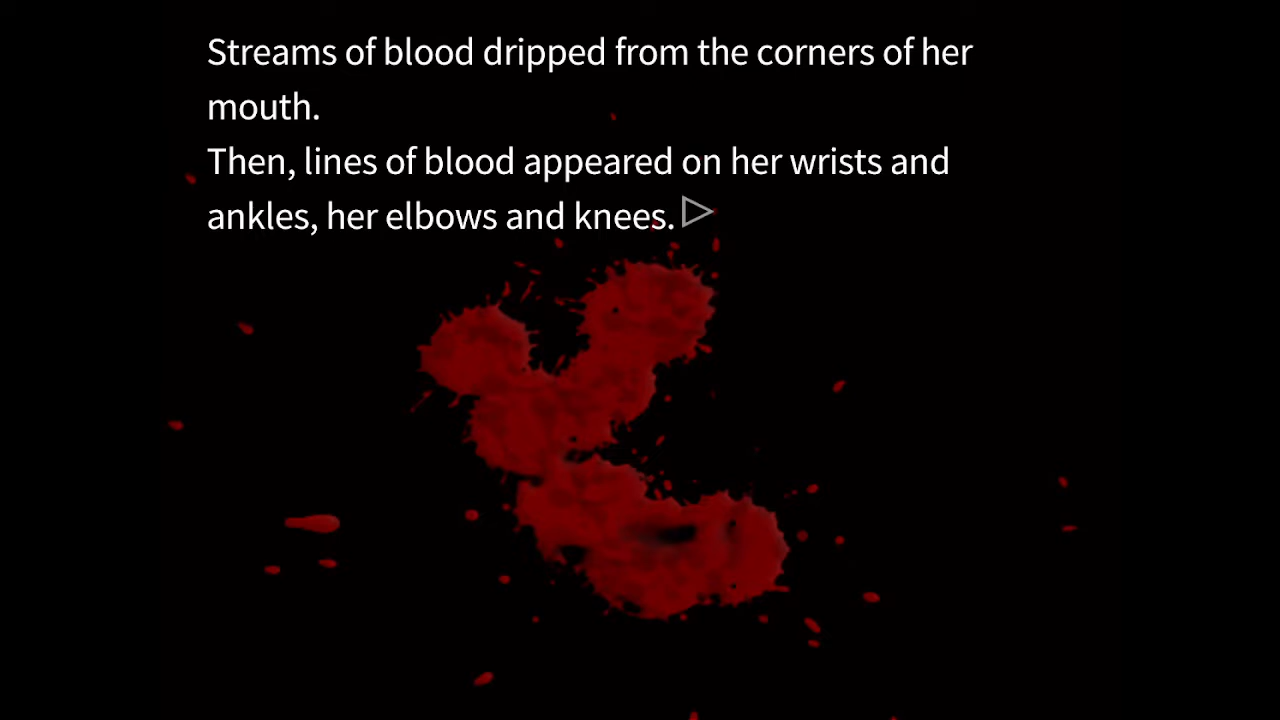 Streams of blood dripped from the corners of her
mouth.
Then, lines of blood appeared on her wrists and
ankles, her elbows and knees.